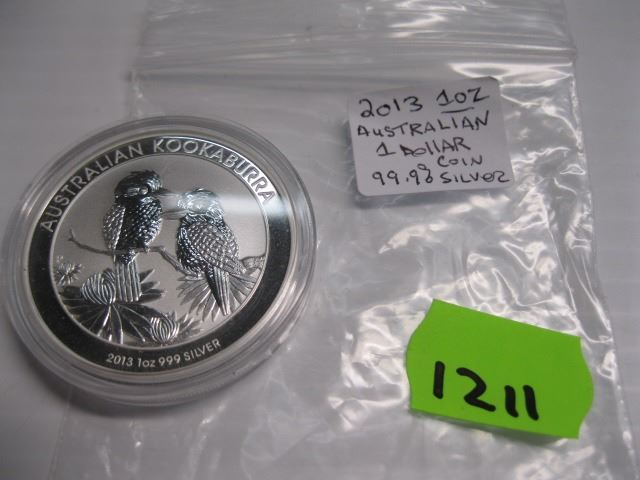 AUSTRALIAN KOOKABURRA
2013 1oz 999 SILVER
2013 1oz
AUSTRALIAN
1 DollAR
COIN
99.9% SILVER
1211